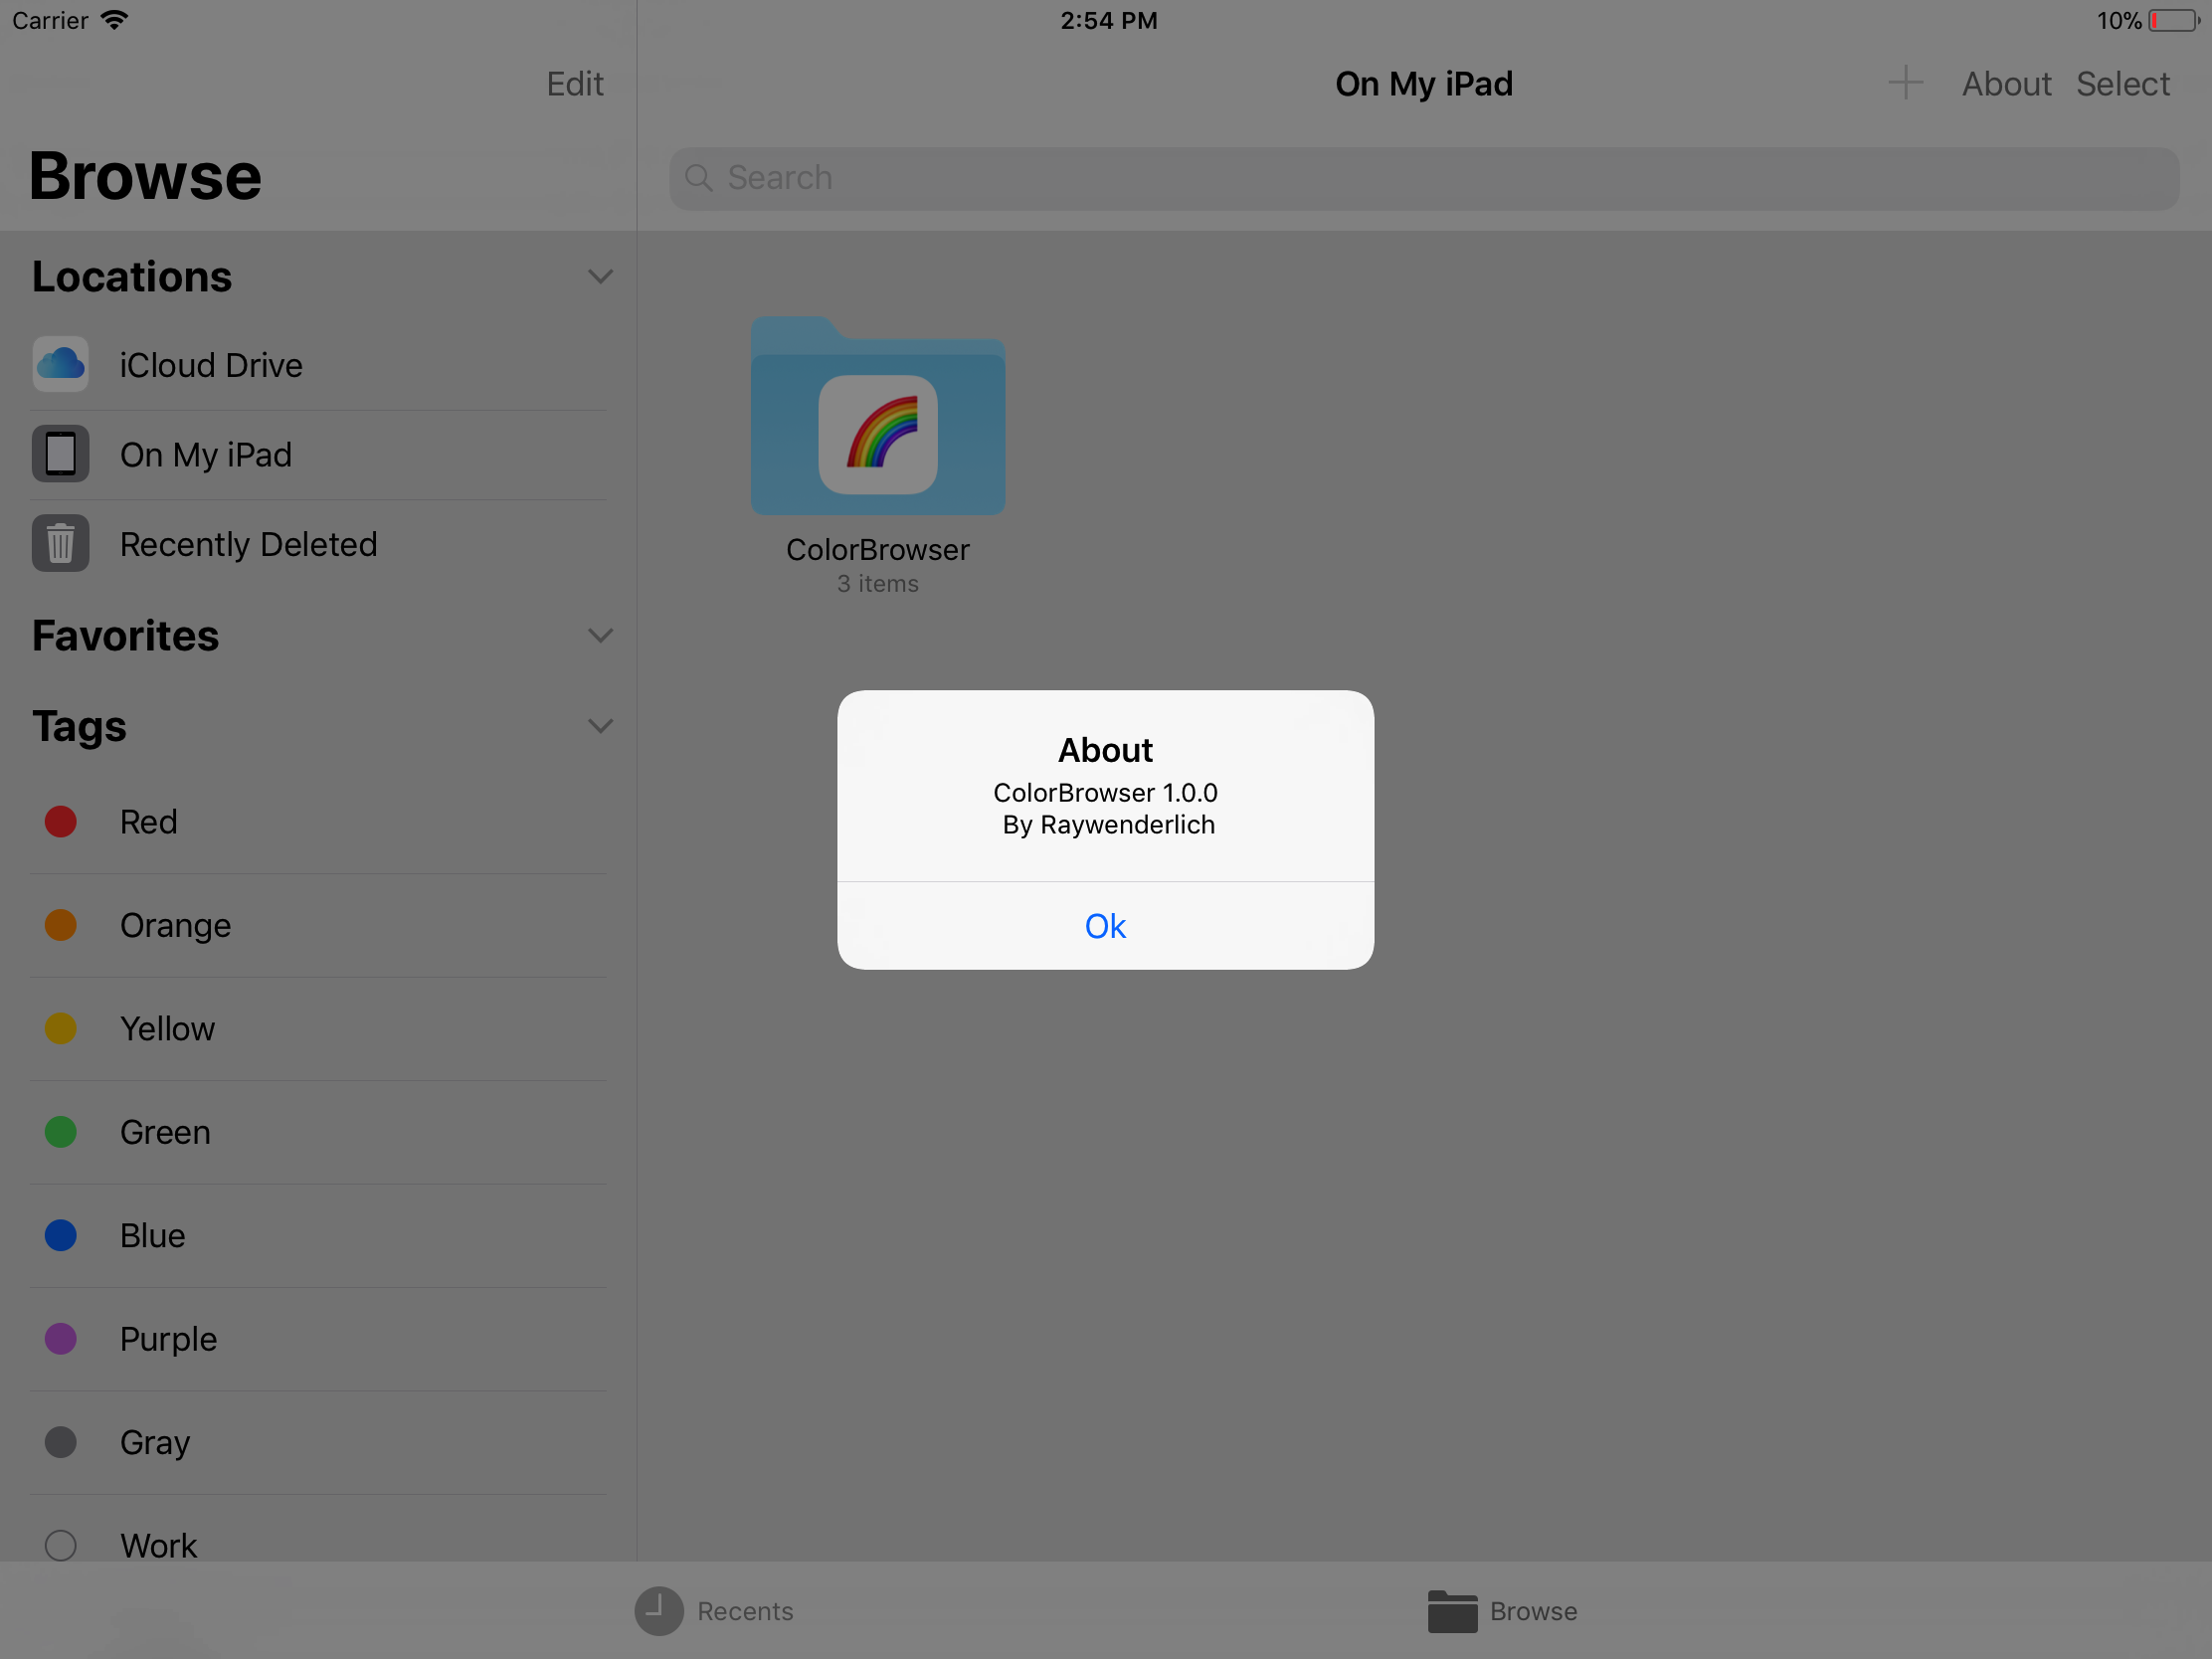 Carrier
2:54 PM
10%
Edit
On My iPad
About
Select
Browse
Search
Locations
iCloud Drive
On My iPad
Recently Deleted
Favorites
Tags
Red
Orange
Yellow
Green
Blue
Purple
Gray
Work
ColorBrowser
3 items
About
ColorBrowser 1.0.0
By Raywenderlich
Ok
Recents
Browse